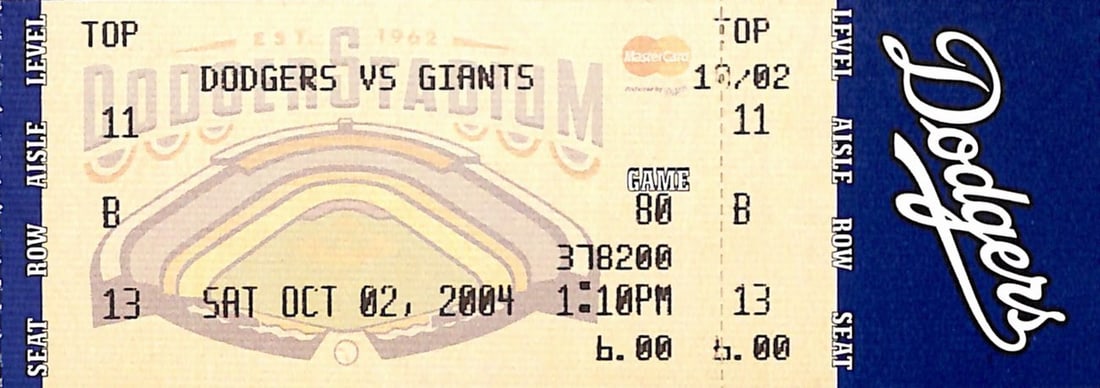 LEVEL TOP
EST. 1962
DODGER STADIUM
DODGERS VS GIANTS
MasterCard
AISLE 11
GAME
80
ROW B
378200
SEAT 13 SAT OCT 02, 2004 1:10PM
6.00
TOP LEVEL
10/02
11 AISLE
B ROW
13 SEAT
6.00
Dodgers